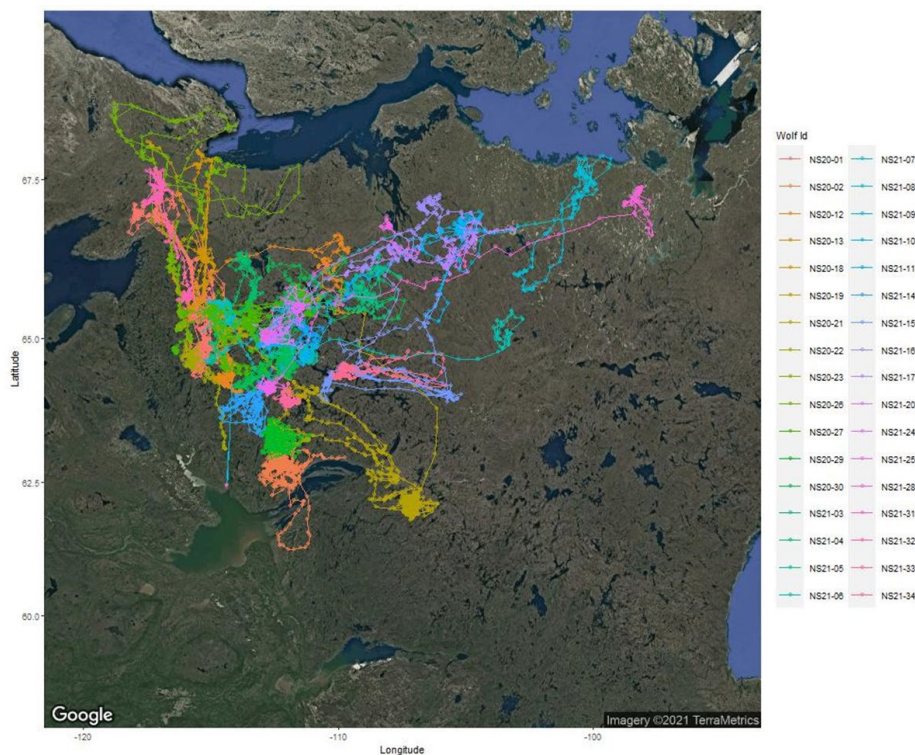 Wolf Id
NS20-01 NS21-07
NS20-02 NS21-08
NS20-12 NS21-09
NS20-13 NS21-10
NS20-18 NS21-11
NS20-19 NS21-14
NS20-21 NS21-15
NS20-22 NS21-16
NS20-23 NS21-17
NS20-26 NS21-20
NS20-27 NS21-24
NS20-29 NS21-25
NS20-30 NS21-28
NS21-03 NS21-31
NS21-04 NS21-32
NS21-05 NS21-33
NS21-06 NS21-34
67.5
65.0
62.5
60.0
Latitude
Google
Imagery ©2021 TerraMetrics
-120 -110 -100
Longitude